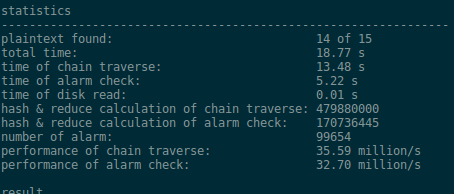 statistics
----------------------------------------------------------------
plaintext found: 14 of 15
total time: 18.77 s
time of chain traverse: 13.48 s
time of alarm check: 5.22 s
time of disk read: 0.01 s
hash & reduce calculation of chain traverse: 479880000
hash & reduce calculation of alarm check: 170736445
number of alarm: 99654
performance of chain traverse: 35.59 million/s
performance of alarm check: 32.70 million/s
result